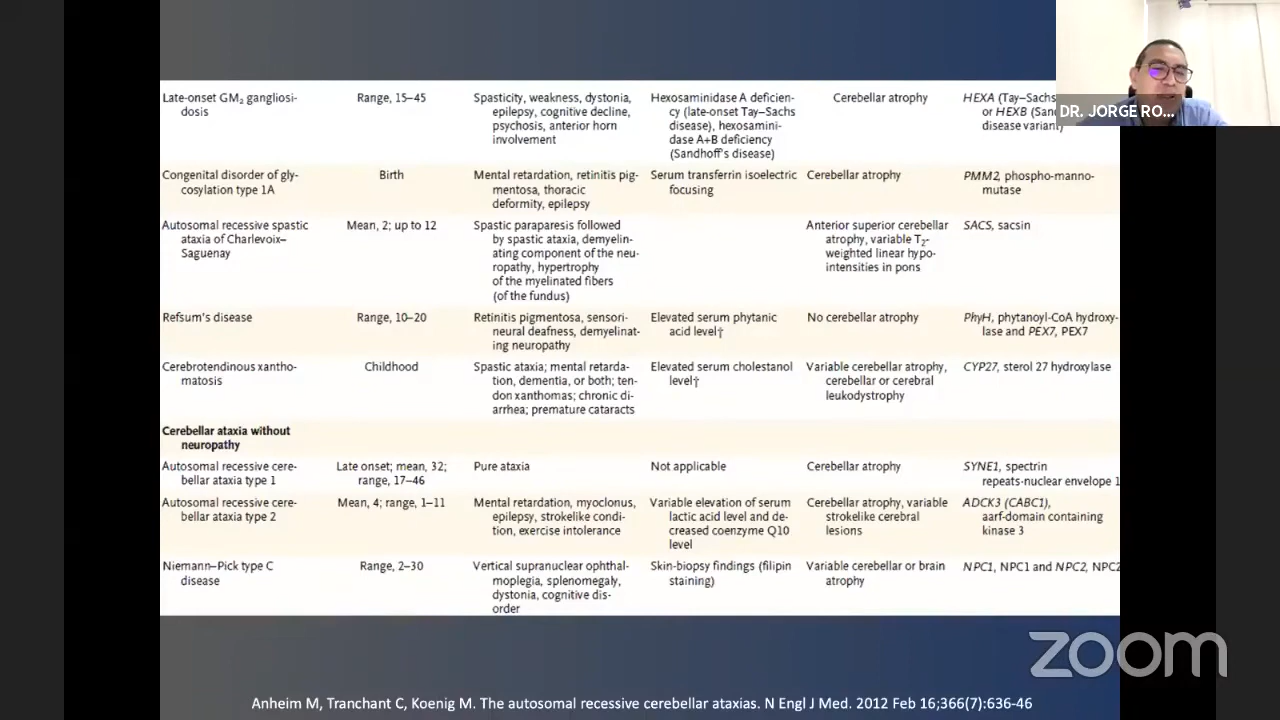 Late-onset GM₂ gangliosi-
dosis
Range, 15–45
Spasticity, weakness, dystonia,
epilepsy, cognitive decline,
psychosis, anterior horn
involvement
Hexosaminidase A deficien-
cy (late-onset Tay–Sachs
disease), hexosamini-
dase A+B deficiency
(Sandhoff's disease)
Cerebellar atrophy
HEXA (Tay–Sachs
or HEXB (San
disease variant)
DR. JORGE RO...
Congenital disorder of gly-
cosylation type 1A
Birth
Mental retardation, retinitis pig-
mentosa, thoracic
deformity, epilepsy
Serum transferrin isoelectric
focusing
Cerebellar atrophy
PMM2, phospho-manno-
mutase
Autosomal recessive spastic
ataxia of Charlevoix–
Saguenay
Mean, 2; up to 12
Spastic paraparesis followed
by spastic ataxia, demyelin-
ating component of the neu-
ropathy, hypertrophy
of the myelinated fibers
(of the fundus)
Anterior superior cerebellar
atrophy, variable T₂-
weighted linear hypo-
intensities in pons
SACS, sacsin
Refsum's disease
Range, 10–20
Retinitis pigmentosa, sensori-
neural deafness, demyelinat-
ing neuropathy
Elevated serum phytanic
acid level†
No cerebellar atrophy
PhyH, phytanoyl-CoA hydroxy-
lase and PEX7, PEX7
Cerebrotendinous xantho-
matosis
Childhood
Spastic ataxia; mental retarda-
tion, dementia, or both; ten-
don xanthomas; chronic di-
arrhea; premature cataracts
Elevated serum cholestanol
level†
Variable cerebellar atrophy,
cerebellar or cerebral
leukodystrophy
CYP27, sterol 27 hydroxylase
Cerebellar ataxia without
neuropathy
Autosomal recessive cere-
bellar ataxia type 1
Late onset; mean, 32;
range, 17–46
Pure ataxia
Not applicable
Cerebellar atrophy
SYNE1, spectrin
repeats-nuclear envelope 1
Autosomal recessive cere-
bellar ataxia type 2
Mean, 4; range, 1–11
Mental retardation, myoclonus,
epilepsy, strokelike condi-
tion, exercise intolerance
Variable elevation of serum
lactic acid level and de-
creased coenzyme Q10
level
Cerebellar atrophy, variable
strokelike cerebral
lesions
ADCK3 (CABC1),
aarf-domain containing
kinase 3
Niemann–Pick type C
disease
Range, 2–30
Vertical supranuclear ophthal-
moplegia, splenomegaly,
dystonia, cognitive dis-
order
Skin-biopsy findings (filipin
staining)
Variable cerebellar or brain
atrophy
NPC1, NPC1 and NPC2, NPC2
zoom
Anheim M, Tranchant C, Koenig M. The autosomal recessive cerebellar ataxias. N Engl J Med. 2012 Feb 16;366(7):636-46